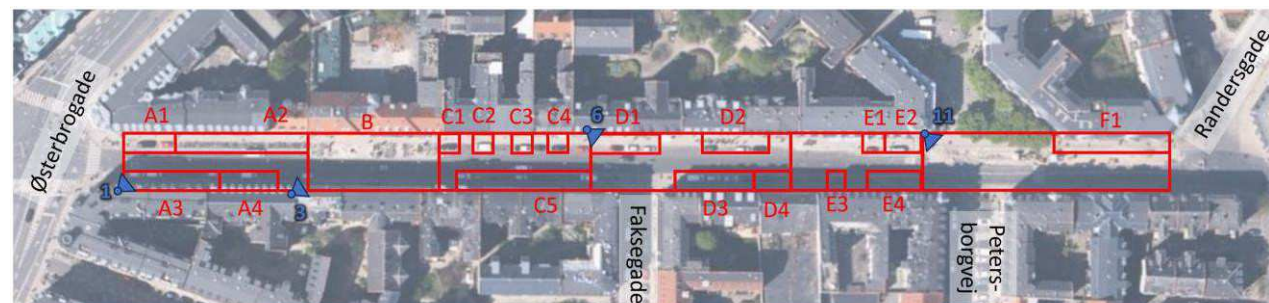 Østerbrogade
A1
A2
B
C1
C2
C3
C4
6
D1
D2
E1
E2
11
F1
Randersgade
1
A3
A4
3
C5
Faksegade
D3
D4
E3
E4
Peters-
borgvej